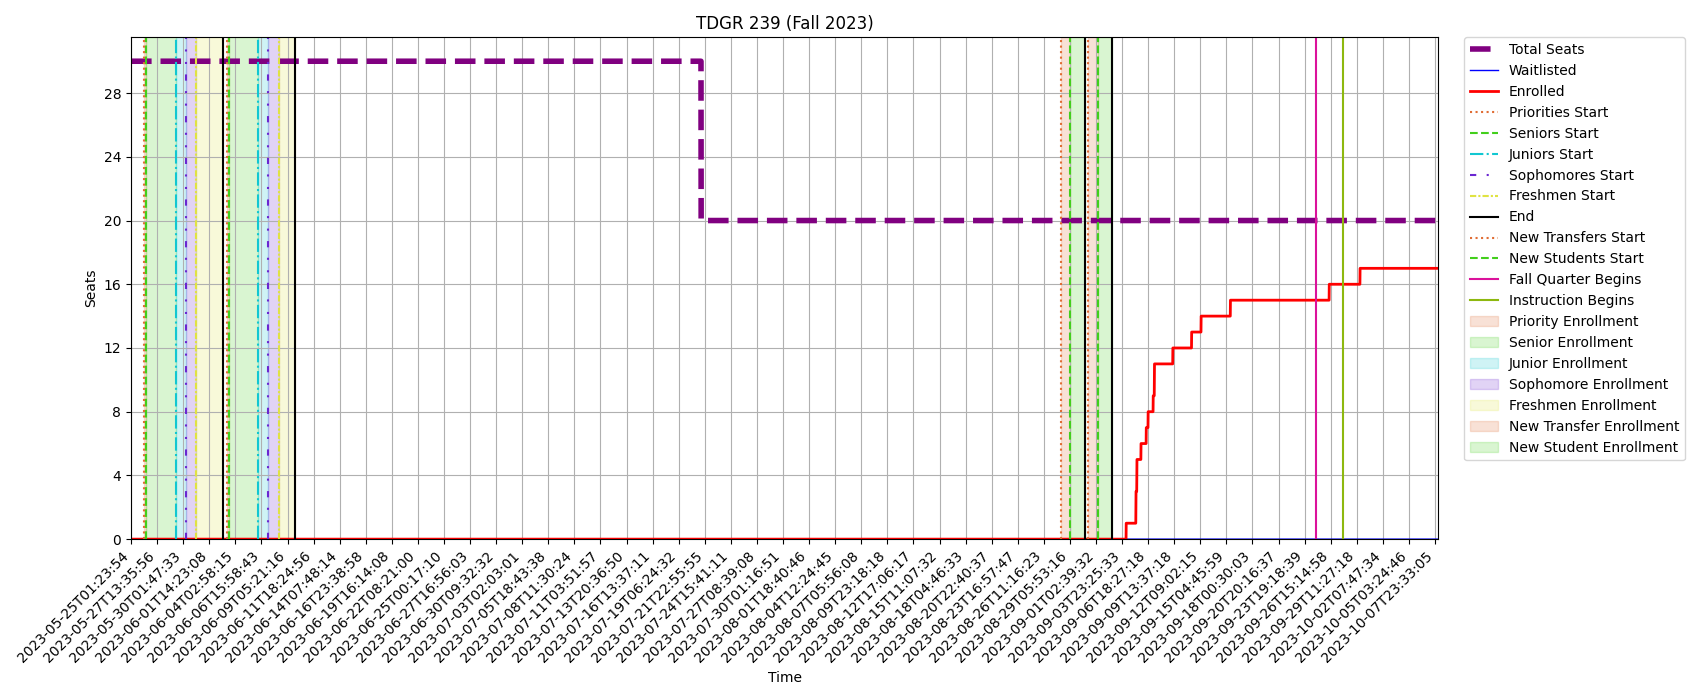 TDGR 239 (Fall 2023)
Seats
28
24
20
16
12
8
4
0
2023-05-25T01:23:54
2023-05-27T13:35:56
2023-05-30T01:47:33
2023-06-01T14:23:08
2023-06-04T02:58:15
2023-06-06T15:58:43
2023-06-09T05:21:16
2023-06-11T18:24:56
2023-06-14T07:48:14
2023-06-16T23:38:58
2023-06-19T16:14:08
2023-06-22T08:21:00
2023-06-25T00:17:10
2023-06-27T16:56:03
2023-06-30T09:32:32
2023-07-03T02:03:01
2023-07-05T18:43:38
2023-07-08T11:30:24
2023-07-11T03:51:57
2023-07-13T20:36:50
2023-07-16T13:37:11
2023-07-19T06:24:32
2023-07-21T22:55:55
2023-07-24T15:41:11
2023-07-27T08:39:08
2023-07-30T01:16:51
2023-08-01T18:40:46
2023-08-04T12:24:45
2023-08-07T05:56:08
2023-08-09T23:18:18
2023-08-12T17:06:17
2023-08-15T11:07:32
2023-08-18T04:46:33
2023-08-20T22:40:37
2023-08-23T16:57:47
2023-08-26T11:16:23
2023-08-29T05:53:16
2023-09-01T02:39:32
2023-09-03T23:25:33
2023-09-06T18:27:18
2023-09-09T13:37:18
2023-09-12T09:02:15
2023-09-15T04:45:59
2023-09-18T00:30:03
2023-09-20T20:16:37
2023-09-23T19:18:39
2023-09-26T15:14:58
2023-09-29T11:27:18
2023-10-02T07:47:34
2023-10-05T03:24:46
2023-10-07T23:33:05
Time
Total Seats
Waitlisted
Enrolled
Priorities Start
Seniors Start
Juniors Start
Sophomores Start
Freshmen Start
End
New Transfers Start
New Students Start
Fall Quarter Begins
Instruction Begins
Priority Enrollment
Senior Enrollment
Junior Enrollment
Sophomore Enrollment
Freshmen Enrollment
New Transfer Enrollment
New Student Enrollment